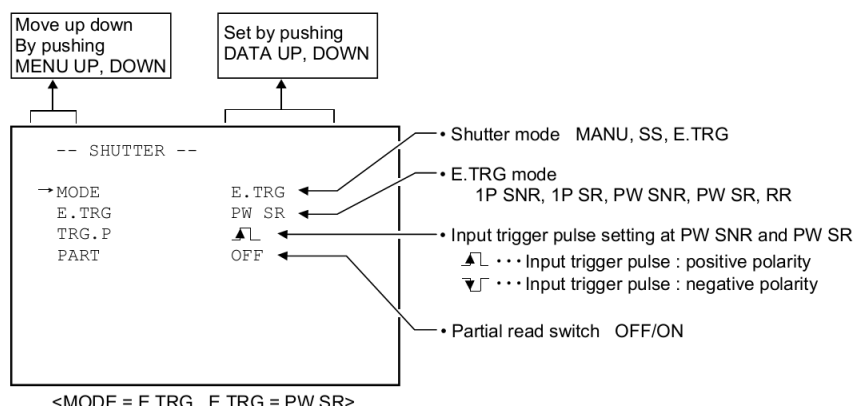 Move up down
By pushing
MENU UP, DOWN
Set by pushing
DATA UP, DOWN
-- SHUTTER --
→MODE E.TRG
E.TRG PW SR
TRG.P
PART OFF
• Shutter mode MANU, SS, E.TRG
• E.TRG mode
1P SNR, 1P SR, PW SNR, PW SR, RR
• Input trigger pulse setting at PW SNR and PW SR
･･･Input trigger pulse : positive polarity
･･･Input trigger pulse : negative polarity
• Partial read switch OFF/ON
<MODE = E.TRG, E.TRG = PW SR>